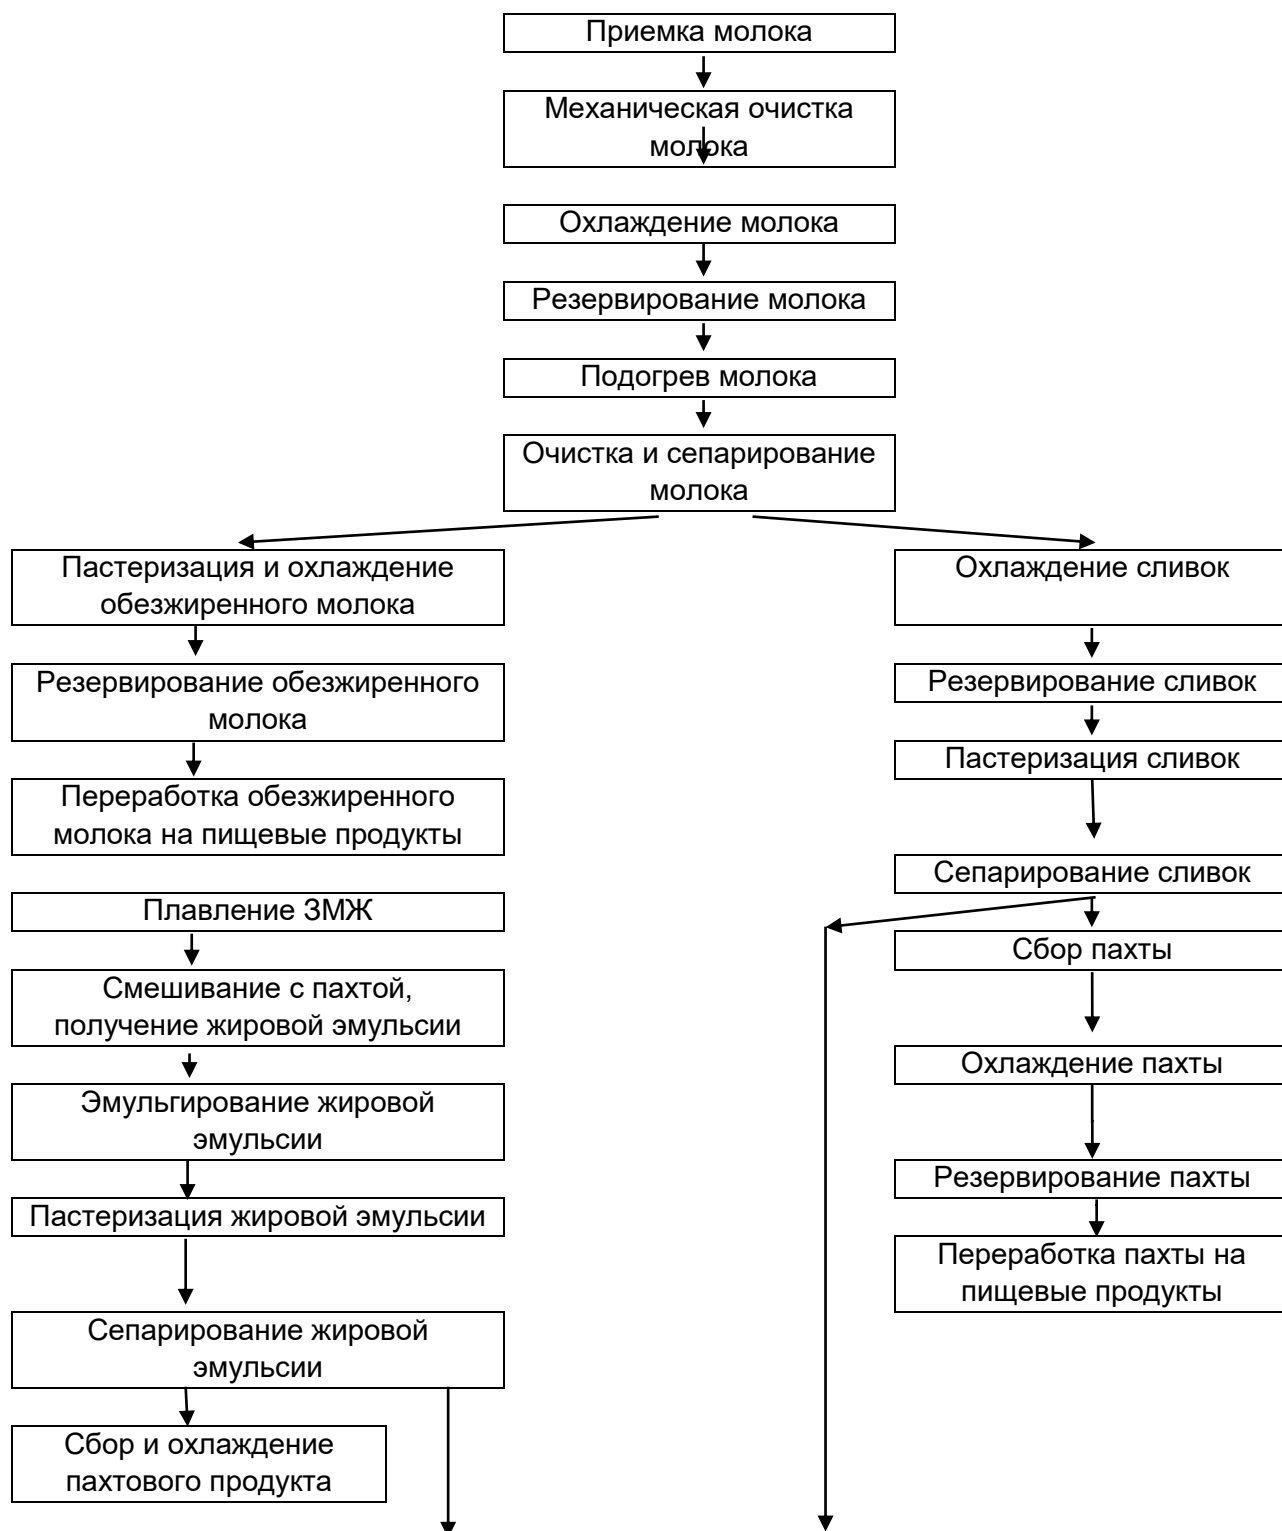 Приемка молока
Механическая очистка
молока
Охлаждение молока
Резервирование молока
Подогрев молока
Очистка и сепарирование
молока
Пастеризация и охлаждение
обезжиренного молока
Резервирование обезжиренного
молока
Переработка обезжиренного
молока на пищевые продукты
Плавление ЗМЖ
Смешивание с пахтой,
получение жировой эмульсии
Эмульгирование жировой
эмульсии
Пастеризация жировой эмульсии
Сепарирование жировой
эмульсии
Сбор и охлаждение
пахтового продукта
Охлаждение сливок
Резервирование сливок
Пастеризация сливок
Сепарирование сливок
Сбор пахты
Охлаждение пахты
Резервирование пахты
Переработка пахты на
пищевые продукты